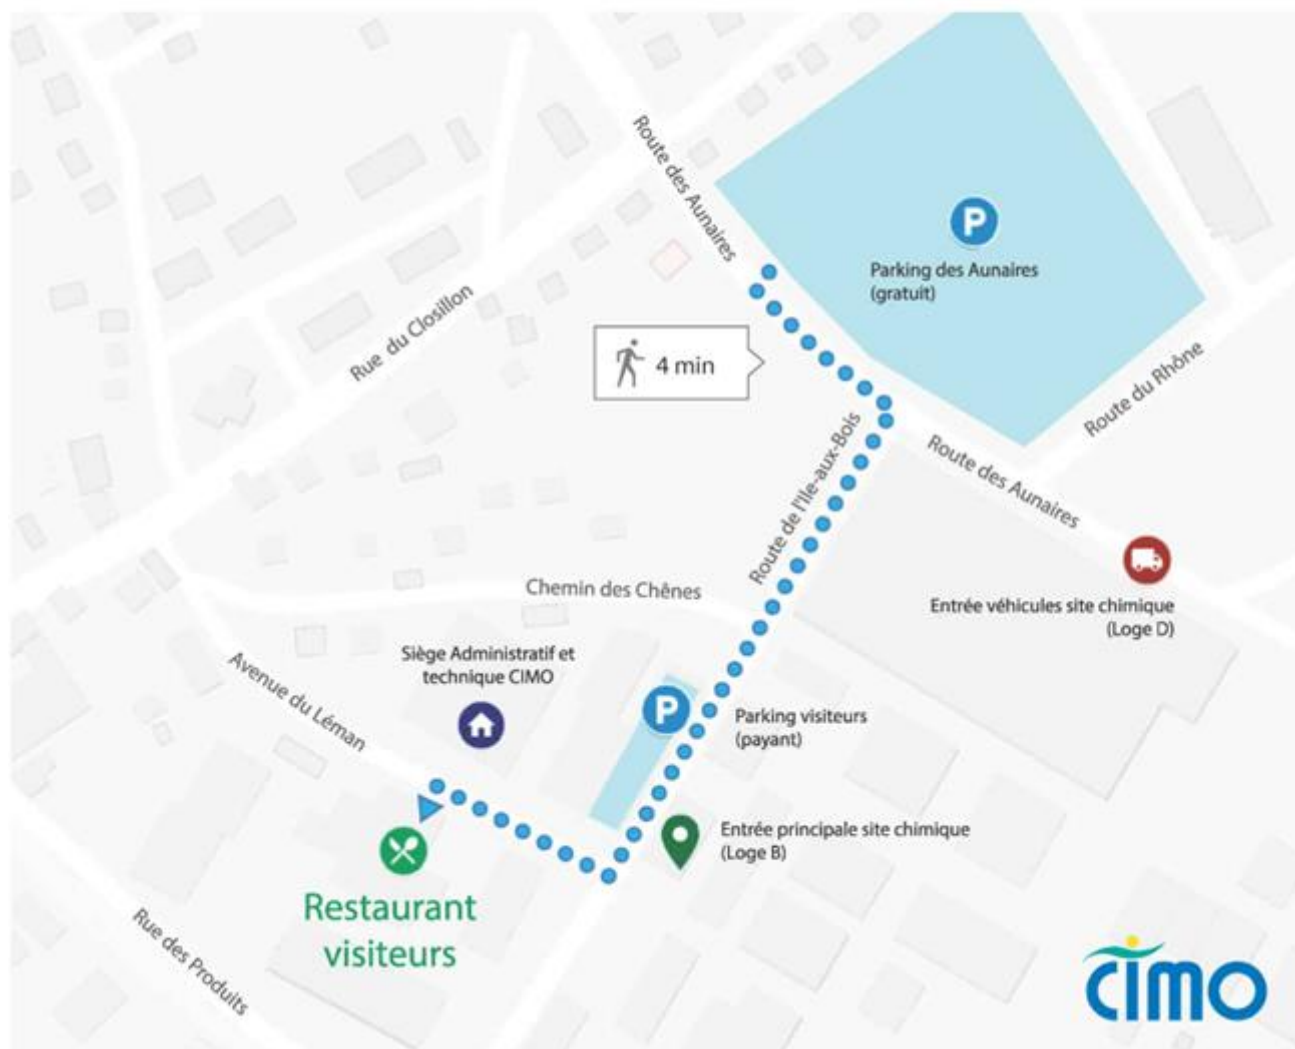 Route des Aunaires
Parking des Aunaires
(gratuit)
Rue du Closillon
4 min
Route du Rhône
Route de l'Ile-aux-Bois
Route des Aunaires
Chemin des Chênes
Entrée véhicules site chimique
(Loge D)
Siège Administratif et
technique CIMO
Avenue du Léman
Parking visiteurs
(payant)
Entrée principale site chimique
(Loge B)
Restaurant
visiteurs
Rue des Produits
P
P
cimo